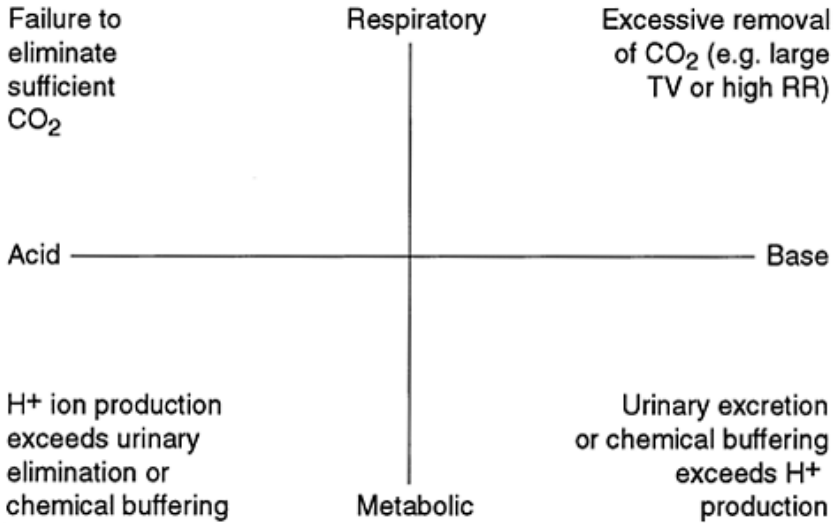 Failure to
eliminate
sufficient
CO2
Respiratory
Excessive removal
of CO2 (e.g. large
TV or high RR)
Acid
Base
H+ ion production
exceeds urinary
elimination or
chemical buffering
Metabolic
Urinary excretion
or chemical buffering
exceeds H+
production